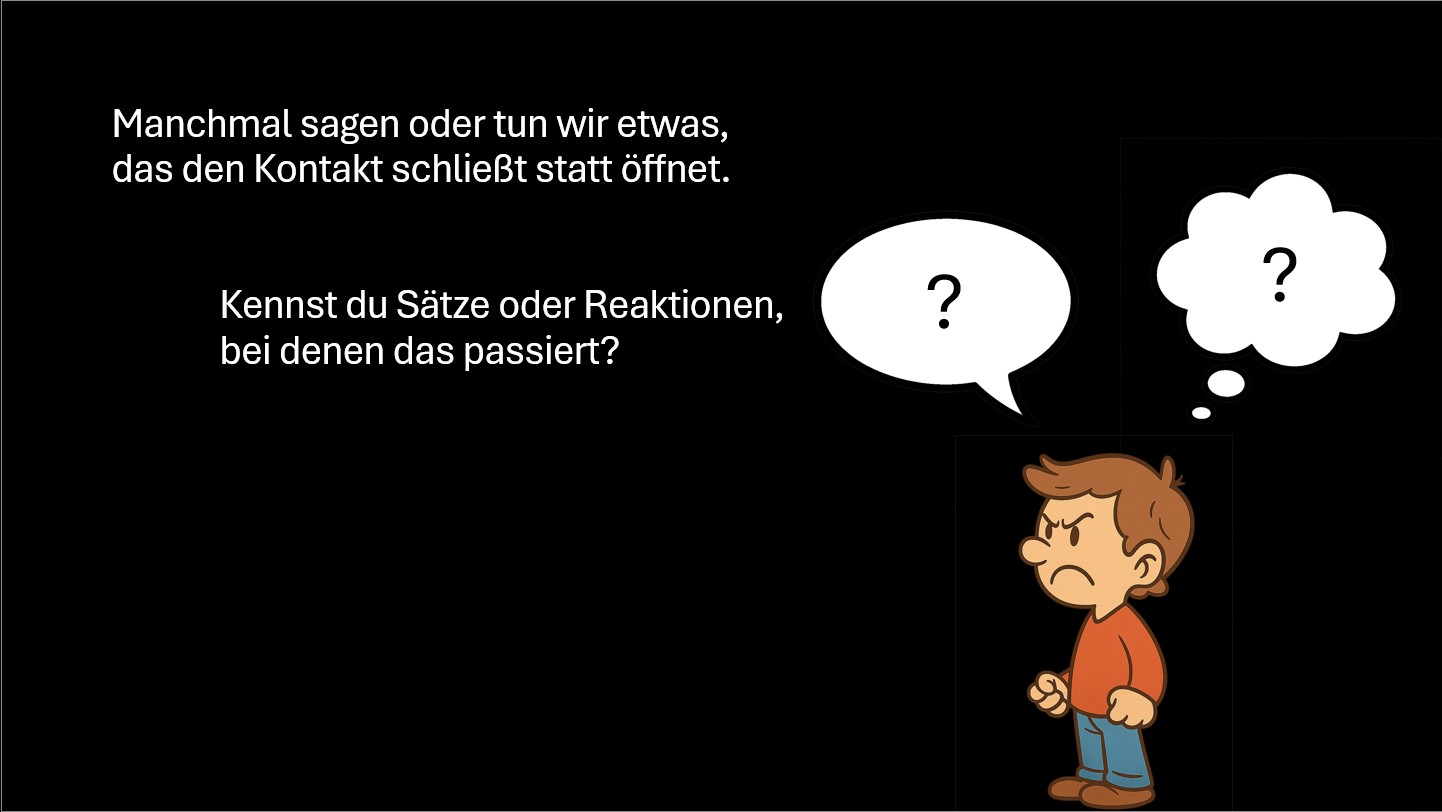 Manchmal sagen oder tun wir etwas,
das den Kontakt schließt statt öffnet.
Kennst du Sätze oder Reaktionen,
bei denen das passiert?
?
?